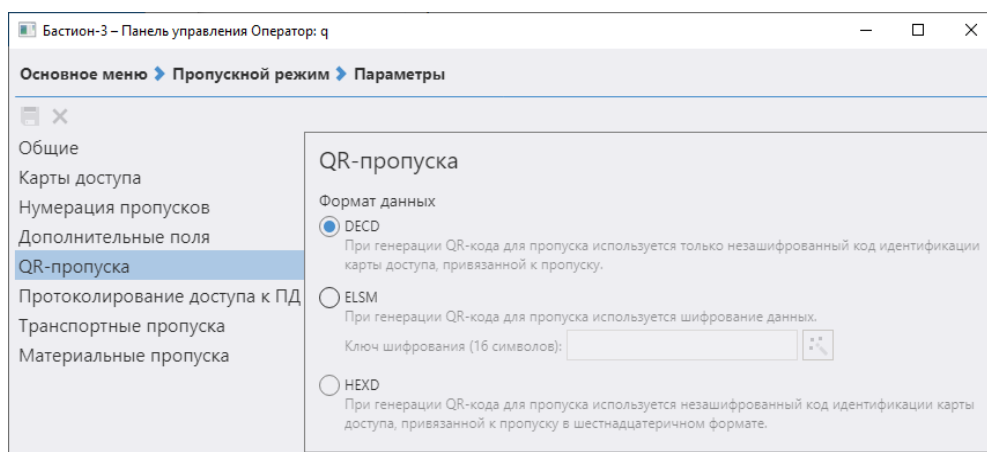 Бастион-3 – Панель управления Оператор: q
Основное меню Пропускной режим Параметры
Общие
Карты доступа
Нумерация пропусков
Дополнительные поля
QR-пропуска
Протоколирование доступа к ПД
Транспортные пропуска
Материальные пропуска
QR-пропуска
Формат данных
DECD
При генерации QR-кода для пропуска используется только незашифрованный код идентификации
карты доступа, привязанной к пропуску.
ELSM
При генерации QR-кода для пропуска используется шифрование данных.
Ключ шифрования (16 символов):
HEXD
При генерации QR-кода для пропуска используется незашифрованный код идентификации карты
доступа, привязанной к пропуску в шестнадцатеричном формате.